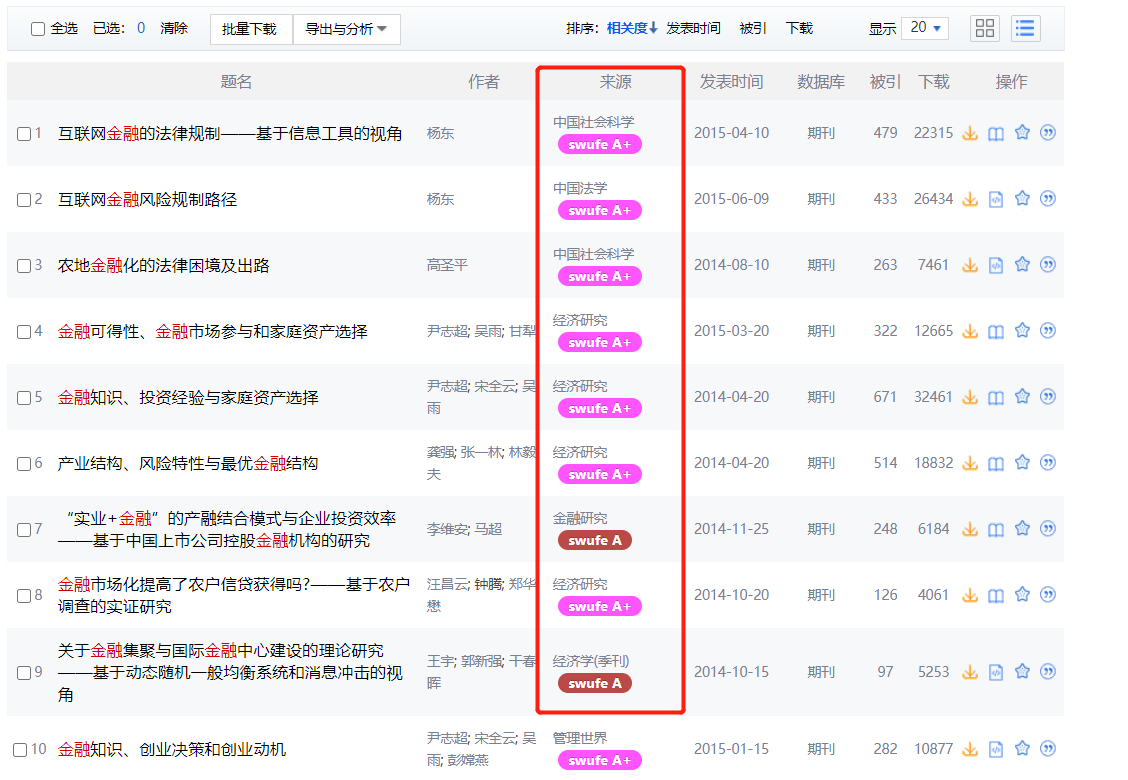 全选 已选: 0 清除 批量下载 导出与分析 排序: 相关度 发表时间 被引 下载 显示 20
题名 作者 来源 发表时间 数据库 被引 下载 操作
1 互联网金融的法律规制——基于信息工具的视角 杨东 中国社会科学 2015-04-10 期刊 479 22315
swufe A+
2 互联网金融风险规制路径 杨东 中国法学 2015-06-09 期刊 433 26434
swufe A+
3 农地金融化的法律困境及出路 高圣平 中国社会科学 2014-08-10 期刊 263 7461
swufe A+
4 金融可得性、金融市场参与和家庭资产选择 尹志超; 吴雨; 甘犁 经济研究 2015-03-20 期刊 322 12665
swufe A+
5 金融知识、投资经验与家庭资产选择 尹志超; 宋全云; 吴 经济研究 2014-04-20 期刊 671 32461
雨 swufe A+
6 产业结构、风险特性与最优金融结构 龚强; 张一林; 林毅 经济研究 2014-04-20 期刊 514 18832
夫 swufe A+
7 “实业+金融”的产融结合模式与企业投资效率 李维安; 马超 金融研究 2014-11-25 期刊 248 6184
——基于中国上市公司控股金融机构的研究 swufe A
8 金融市场化提高了农户信贷获得吗?——基于农户 汪昌云; 钟腾; 郑华 经济研究 2014-10-20 期刊 126 4061
调查的实证研究 懋 swufe A+
9 关于金融集聚与国际金融中心建设的理论研究 王宇; 郭新强; 干春 经济学(季刊) 2014-10-15 期刊 97 5253
——基于动态随机一般均衡系统和消息冲击的视 晖 swufe A
角
10 金融知识、创业决策和创业动机 尹志超; 宋全云; 吴 管理世界 2015-01-15 期刊 282 10877
雨; 彭嫦燕 swufe A+